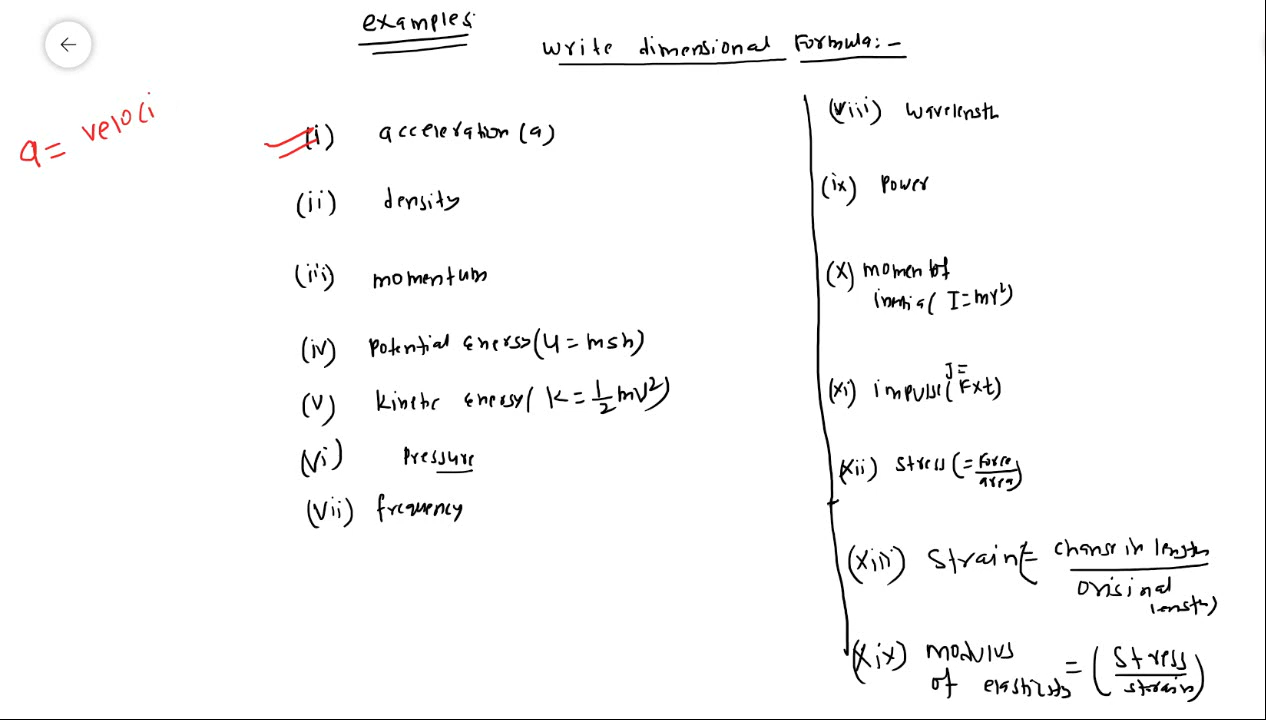 examples:
write dimensional Formula:-
a = veloci
(i) acceleration (a)
(ii) density
(iii) momentum
(iv) Potential energy (U = mgh)
(v) kinetic energy ( K = 1/2 mv²)
(vi) Pressure
(vii) frequency
(viii) wavelength
(ix) Power
(x) moment of
inertia ( I = mr²)
(xi) impulse ( J = F x t)
(xii) stress (= Force/area)
(xiii) Strain (= change in length/original length)
(xix) modulus
of elasticity = (Stress/strain)